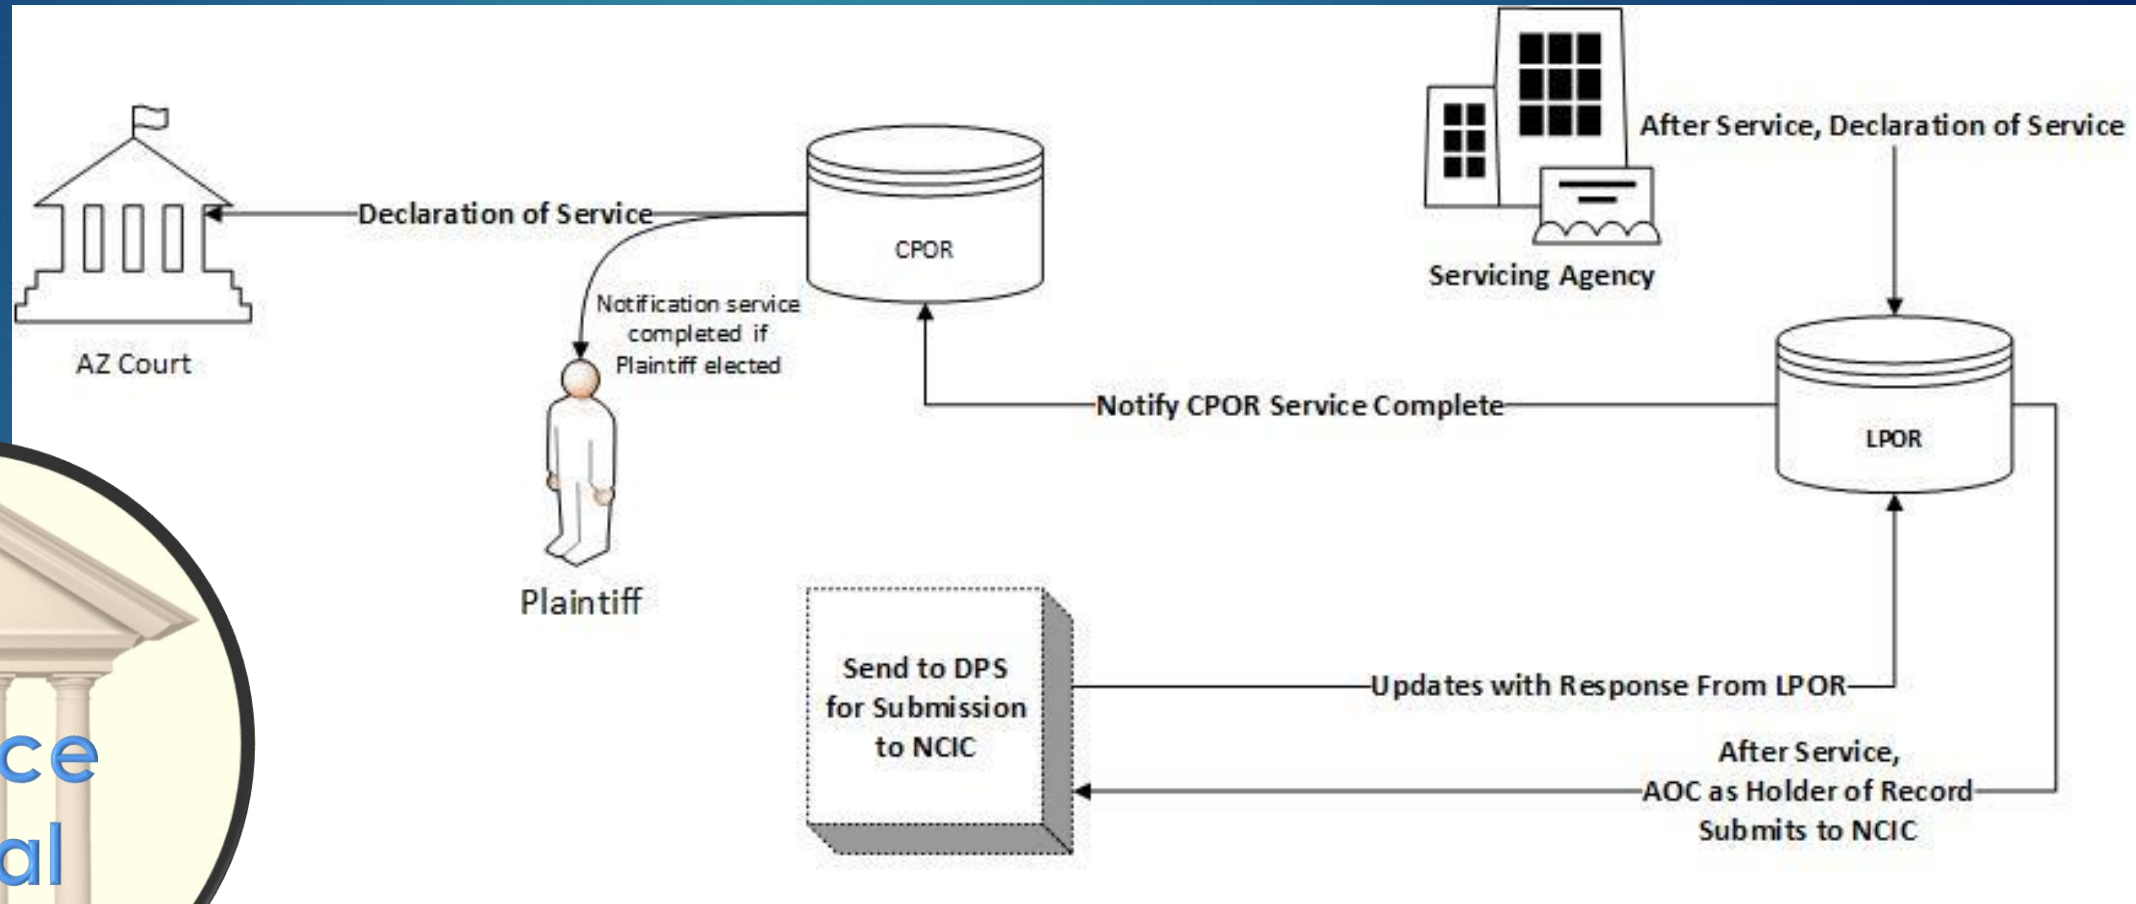 After Service, Declaration of Service
Declaration of Service
CPOR
Servicing Agency
Notification service
completed if
Plaintiff elected
AZ Court
Notify CPOR Service Complete
LPOR
Plaintiff
Send to DPS
for Submission
to NCIC
Updates with Response From LPOR
After Service,
AOC as Holder of Record
Submits to NCIC
ce
al